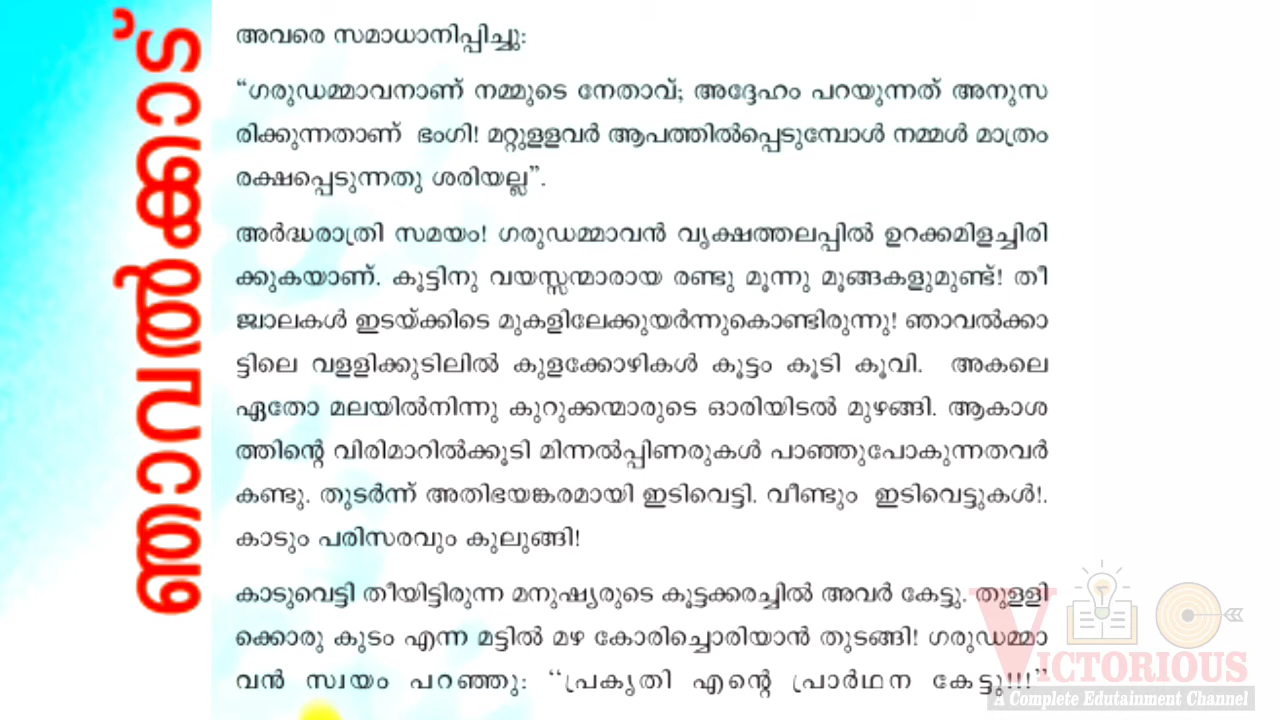 ഞാവൽക്കാട്
അവരെ സമാധാനിപ്പിച്ചു:
“ഗരുഡമ്മാവനാണ് നമ്മുടെ നേതാവ്; അദ്ദേഹം പറയുന്നത് അനുസ
രിക്കുന്നതാണ് ഭംഗി! മറ്റുള്ളവർ ആപത്തിൽപ്പെടുമ്പോൾ നമ്മൾ മാത്രം
രക്ഷപ്പെടുന്നതു ശരിയല്ല”.
അർദ്ധരാത്രി സമയം! ഗരുഡമ്മാവൻ വൃക്ഷത്തലപ്പിൽ ഉറക്കമിളച്ചിരി
ക്കുകയാണ്. കൂട്ടിനു വയസ്സന്മാരായ രണ്ടു മൂന്നു മൂങ്ങകളുമുണ്ട്! തീ
ജ്വാലകൾ ഇടയ്ക്കിടെ മുകളിലേക്കുയർന്നുകൊണ്ടിരുന്നു! ഞാവൽക്കാ
ട്ടിലെ വള്ളിക്കുടിലിൽ കുളക്കോഴികൾ കൂട്ടം കൂടി കൂവി. അകലെ
ഏതോ മലയിൽനിന്നു കുറുക്കന്മാരുടെ ഓരിയിടൽ മുഴങ്ങി. ആകാശ
ത്തിന്റെ വിരിമാറിൽക്കൂടി മിന്നൽപ്പിണരുകൾ പാഞ്ഞുപോകുന്നതവർ
കണ്ടു. തുടർന്ന് അതിഭയങ്കരമായി ഇടിവെട്ടി. വീണ്ടും ഇടിവെട്ടുകൾ!.
കാടും പരിസരവും കുലുങ്ങി!
കാടുവെട്ടി തീയിട്ടിരുന്ന മനുഷ്യരുടെ കൂട്ടക്കരച്ചിൽ അവർ കേട്ടു. തുള്ളി
ക്കൊരു കുടം എന്ന മട്ടിൽ മഴ കോരിച്ചൊരിയാൻ തുടങ്ങി! ഗരുഡമ്മാ
വൻ സ്വയം പറഞ്ഞു: “പ്രകൃതി എന്റെ പ്രാർഥന കേട്ടു!!!”
VICTORIOUS
A Complete Edutainment Channel